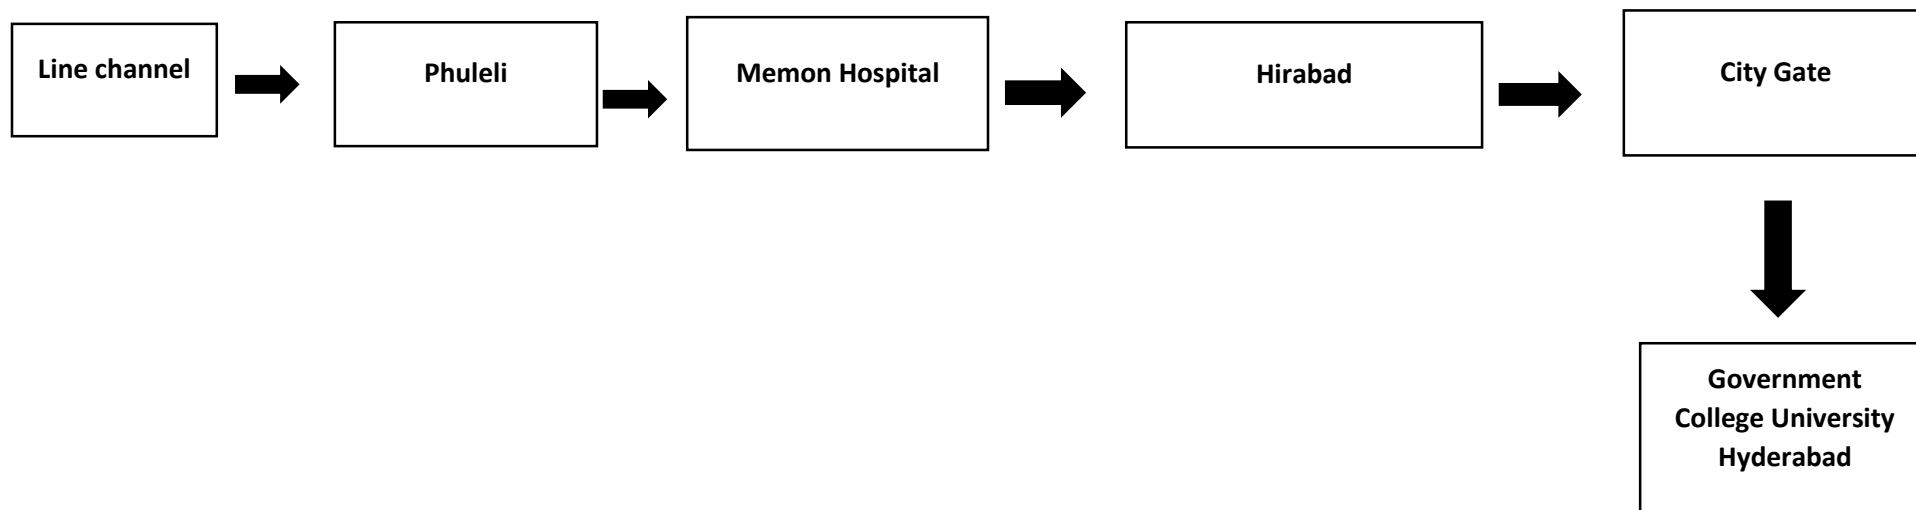 Line channel
Phuleli
Memon Hospital
Hirabad
City Gate
Government
College University
Hyderabad